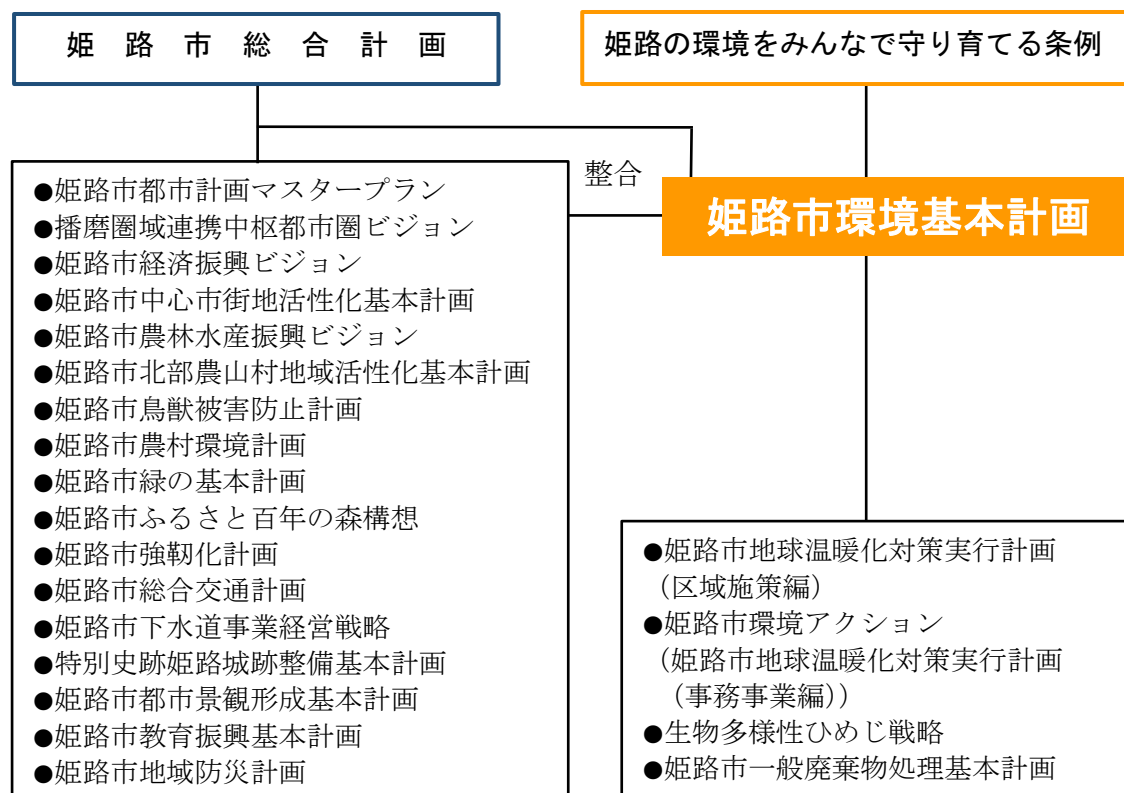 姫路市総合計画
姫路の環境をみんなで守り育てる条例
整合
姫路市環境基本計画
●姫路市都市計画マスタープラン
●播磨圏域連携中枢都市圏ビジョン
●姫路市経済振興ビジョン
●姫路市中心市街地活性化基本計画
●姫路市農林水産振興ビジョン
●姫路市北部農山村地域活性化基本計画
●姫路市鳥獣被害防止計画
●姫路市農村環境計画
●姫路市緑の基本計画
●姫路市ふるさと百年の森構想
●姫路市強靭化計画
●姫路市総合交通計画
●姫路市下水道事業経営戦略
●特別史跡姫路城跡整備基本計画
●姫路市都市景観形成基本計画
●姫路市教育振興基本計画
●姫路市地域防災計画
●姫路市地球温暖化対策実行計画
（区域施策編）
●姫路市環境アクション
（姫路市地球温暖化対策実行計画
（事務事業編））
●生物多様性ひめじ戦略
●姫路市一般廃棄物処理基本計画